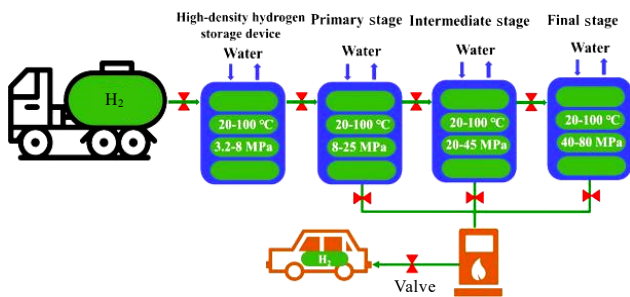 High-density hydrogen
storage device
Primary stage
Intermediate stage
Final stage
Water
Water
Water
Water
H2
20-100 ℃
3.2-8 MPa
20-100 ℃
8-25 MPa
20-100 ℃
20-45 MPa
20-100 ℃
40-80 MPa
H2
Valve